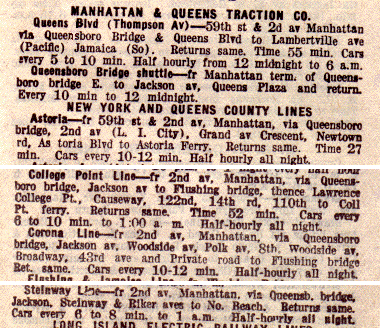 MANHATTAN & QUEENS TRACTION CO.
Queens Blvd (Thompson Av)—59th st & 2d av Manhattan
via Queensboro Bridge & Queens Blvd to Lambertville av
(Pacific) Jamaica (So). Returns same. Time 55 min. Cars
every 5 to 10 min. Half hourly from 12 midnight to 6 a.m.
Queensboro Bridge shuttle—fr Manhattan term. of Queens-
boro bridge E. to Jackson av, Queens Plaza and return.
Every 10 min to 12 midnight.
NEW YORK AND QUEENS COUNTY LINES
Astoria—fr 59th st & 2nd av, Manhattan, via Queensboro
bridge, 2nd av (L. I. City), Grand av Crescent, Newtown
rd, As toria Blvd to Astoria Ferry. Returns same. Time 27
min. Cars every 10-12 min. Half hourly all night.
College Point Line—fr 2nd av, Manhattan, via Queens-
boro bridge, Jackson av to Flushing bridge, thence Lawrence
College Pt., Causeway, 122nd, 14th rd, 110th to Coll
Pt. ferry. Returns same. Time 52 min. Cars every
6 to 10 min. to 1:00 a. m. Half-hourly all night.
Corona Line—fr 2nd av, Manhattan, via Queensboro
bridge, Jackson av, Woodside av, Polk av, 8th, Woodside av,
Broadway, 43rd ave and Private road to Flushing bridge
Ret. same. Cars every 10-12 min. Half-hourly all night.
Steinway Line—fr 2nd av, Manhattan, via Queensb. bridge,
Jackson, Steinway & Riker aves to No. Beach. Returns same.
Cars every 6 to 8 min. to 1 a.m. Half-hourly all night.
LONG ISLAND ELECTRIC RAILWAY LINES